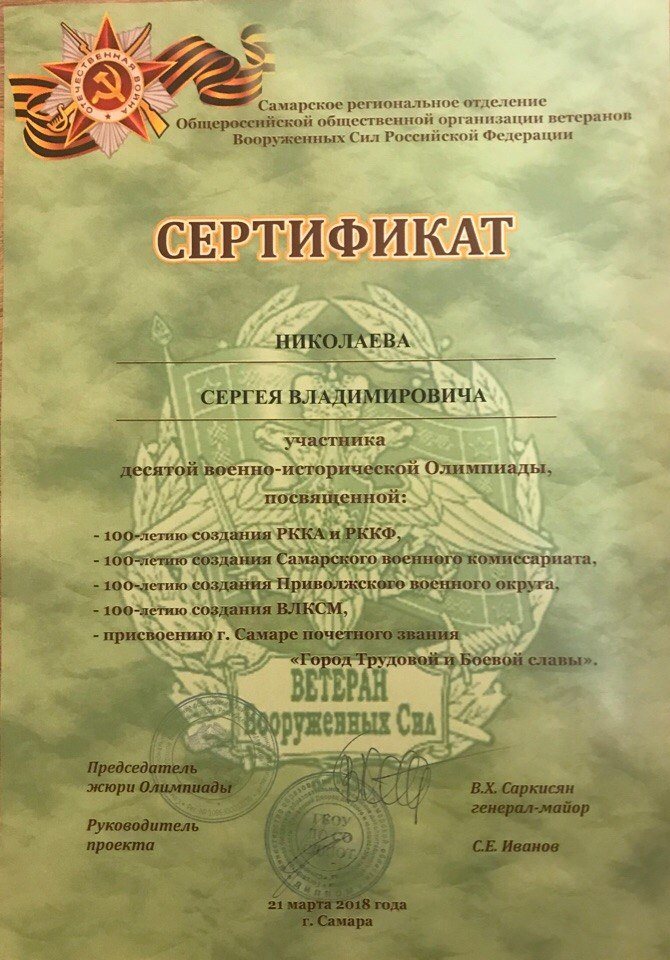 ОТЕЧЕСТВЕННАЯ ВОЙНА
Самарское региональное отделение
Общероссийской общественной организации ветеранов
Вооруженных Сил Российской Федерации
СЕРТИФИКАТ
НИКОЛАЕВА
СЕРГЕЯ ВЛАДИМИРОВИЧА
участника
десятой военно-исторической Олимпиады,
посвященной:
- 100-летию создания РККА и РККФ,
- 100-летию создания Самарского военного комиссариата,
- 100-летию создания Приволжского военного округа,
- 100-летию создания ВЛКСМ,
- присвоению г. Самаре почетного звания
«Город Трудовой и Боевой славы».
ВЕТЕРАН
Вооруженных Сил
Председатель
жюри Олимпиады
В.Х. Саркисян
генерал-майор
Руководитель
проекта
С.Е. Иванов
ГБОУ
21 марта 2018 года
г. Самара